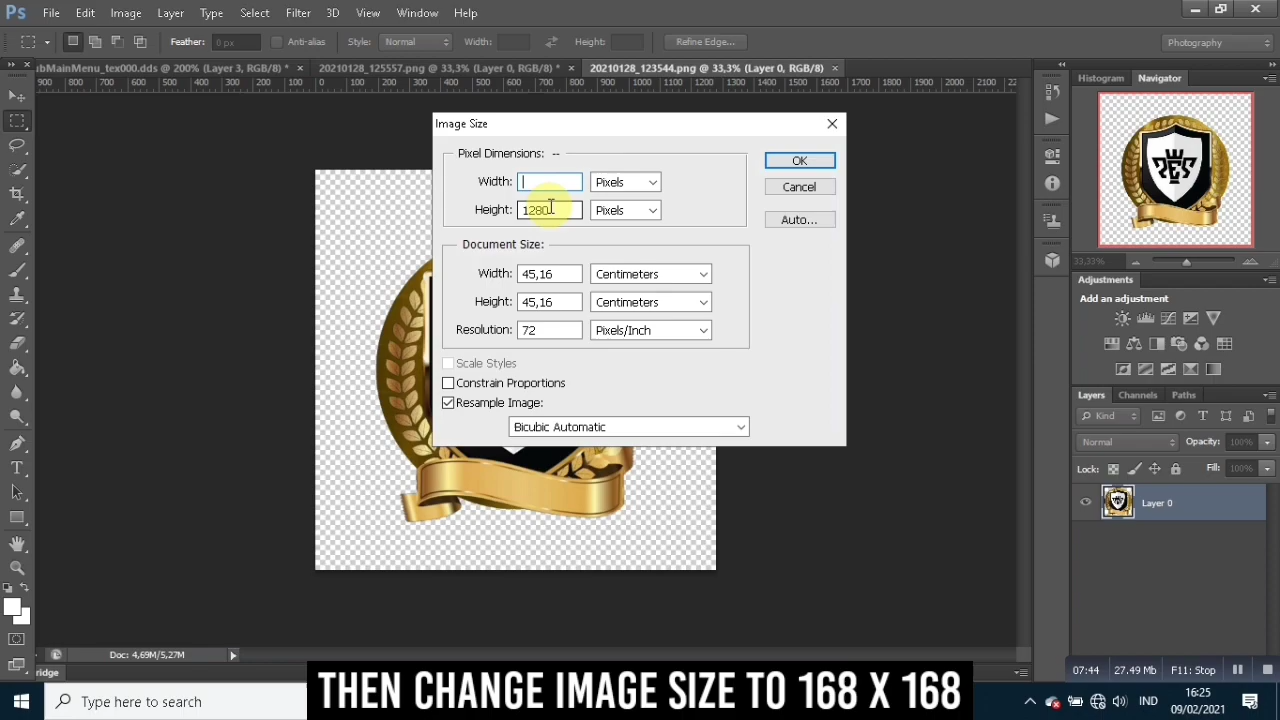 Ps File Edit Image Layer Type Select Filter 3D View Window Help
Feather: 0 px Anti-alias Style: Normal Width: Height: Refine Edge... Photography
ubMainMenu_tex000.dds @ 200% (Layer 3, RGB/8) * × 20210128_125557.png @ 33,3% (Layer 0, RGB/8) * × 20210128_123544.png @ 33,3% (Layer 0, RGB/8) ×
900 800 700 600 500 400 300 200 100 0 100 200 300 400 500 600 700 800 900 1000 1100 1200 1300 1400 1500 1600 1700 1800 1900 2000 2100
Histogram Navigator
Image Size
Pixel Dimensions: --
Width: Pixels
Height: 1280 Pixels
OK
Cancel
Auto...
Document Size:
Width: 45,16 Centimeters
Height: 45,16 Centimeters
Resolution: 72 Pixels/Inch
Scale Styles
Constrain Proportions
Resample Image:
Bicubic Automatic
33,33%
Adjustments
Add an adjustment
Layers Channels Paths
Kind
Normal Opacity: 100%
Lock: Fill: 100%
Layer 0
Doc: 4,69M/5,27M
ridge
07:44 27.49 Mb F11: Stop
Type here to search
THEN CHANGE IMAGE SIZE TO 168 X 168
IND
16:25
09/02/2021